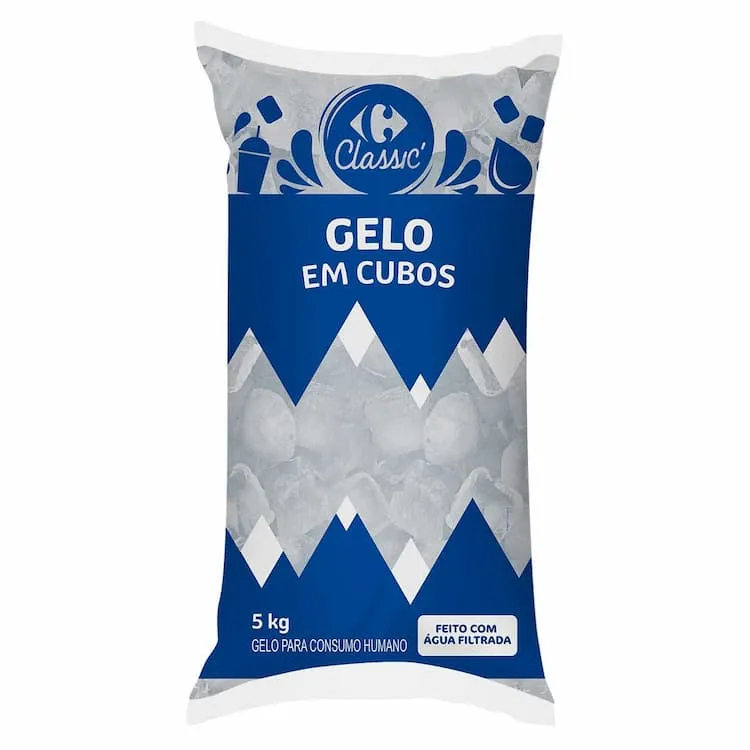 Classic'
GELO
EM CUBOS
5 kg
GELO PARA CONSUMO HUMANO
FEITO COM
ÁGUA FILTRADA